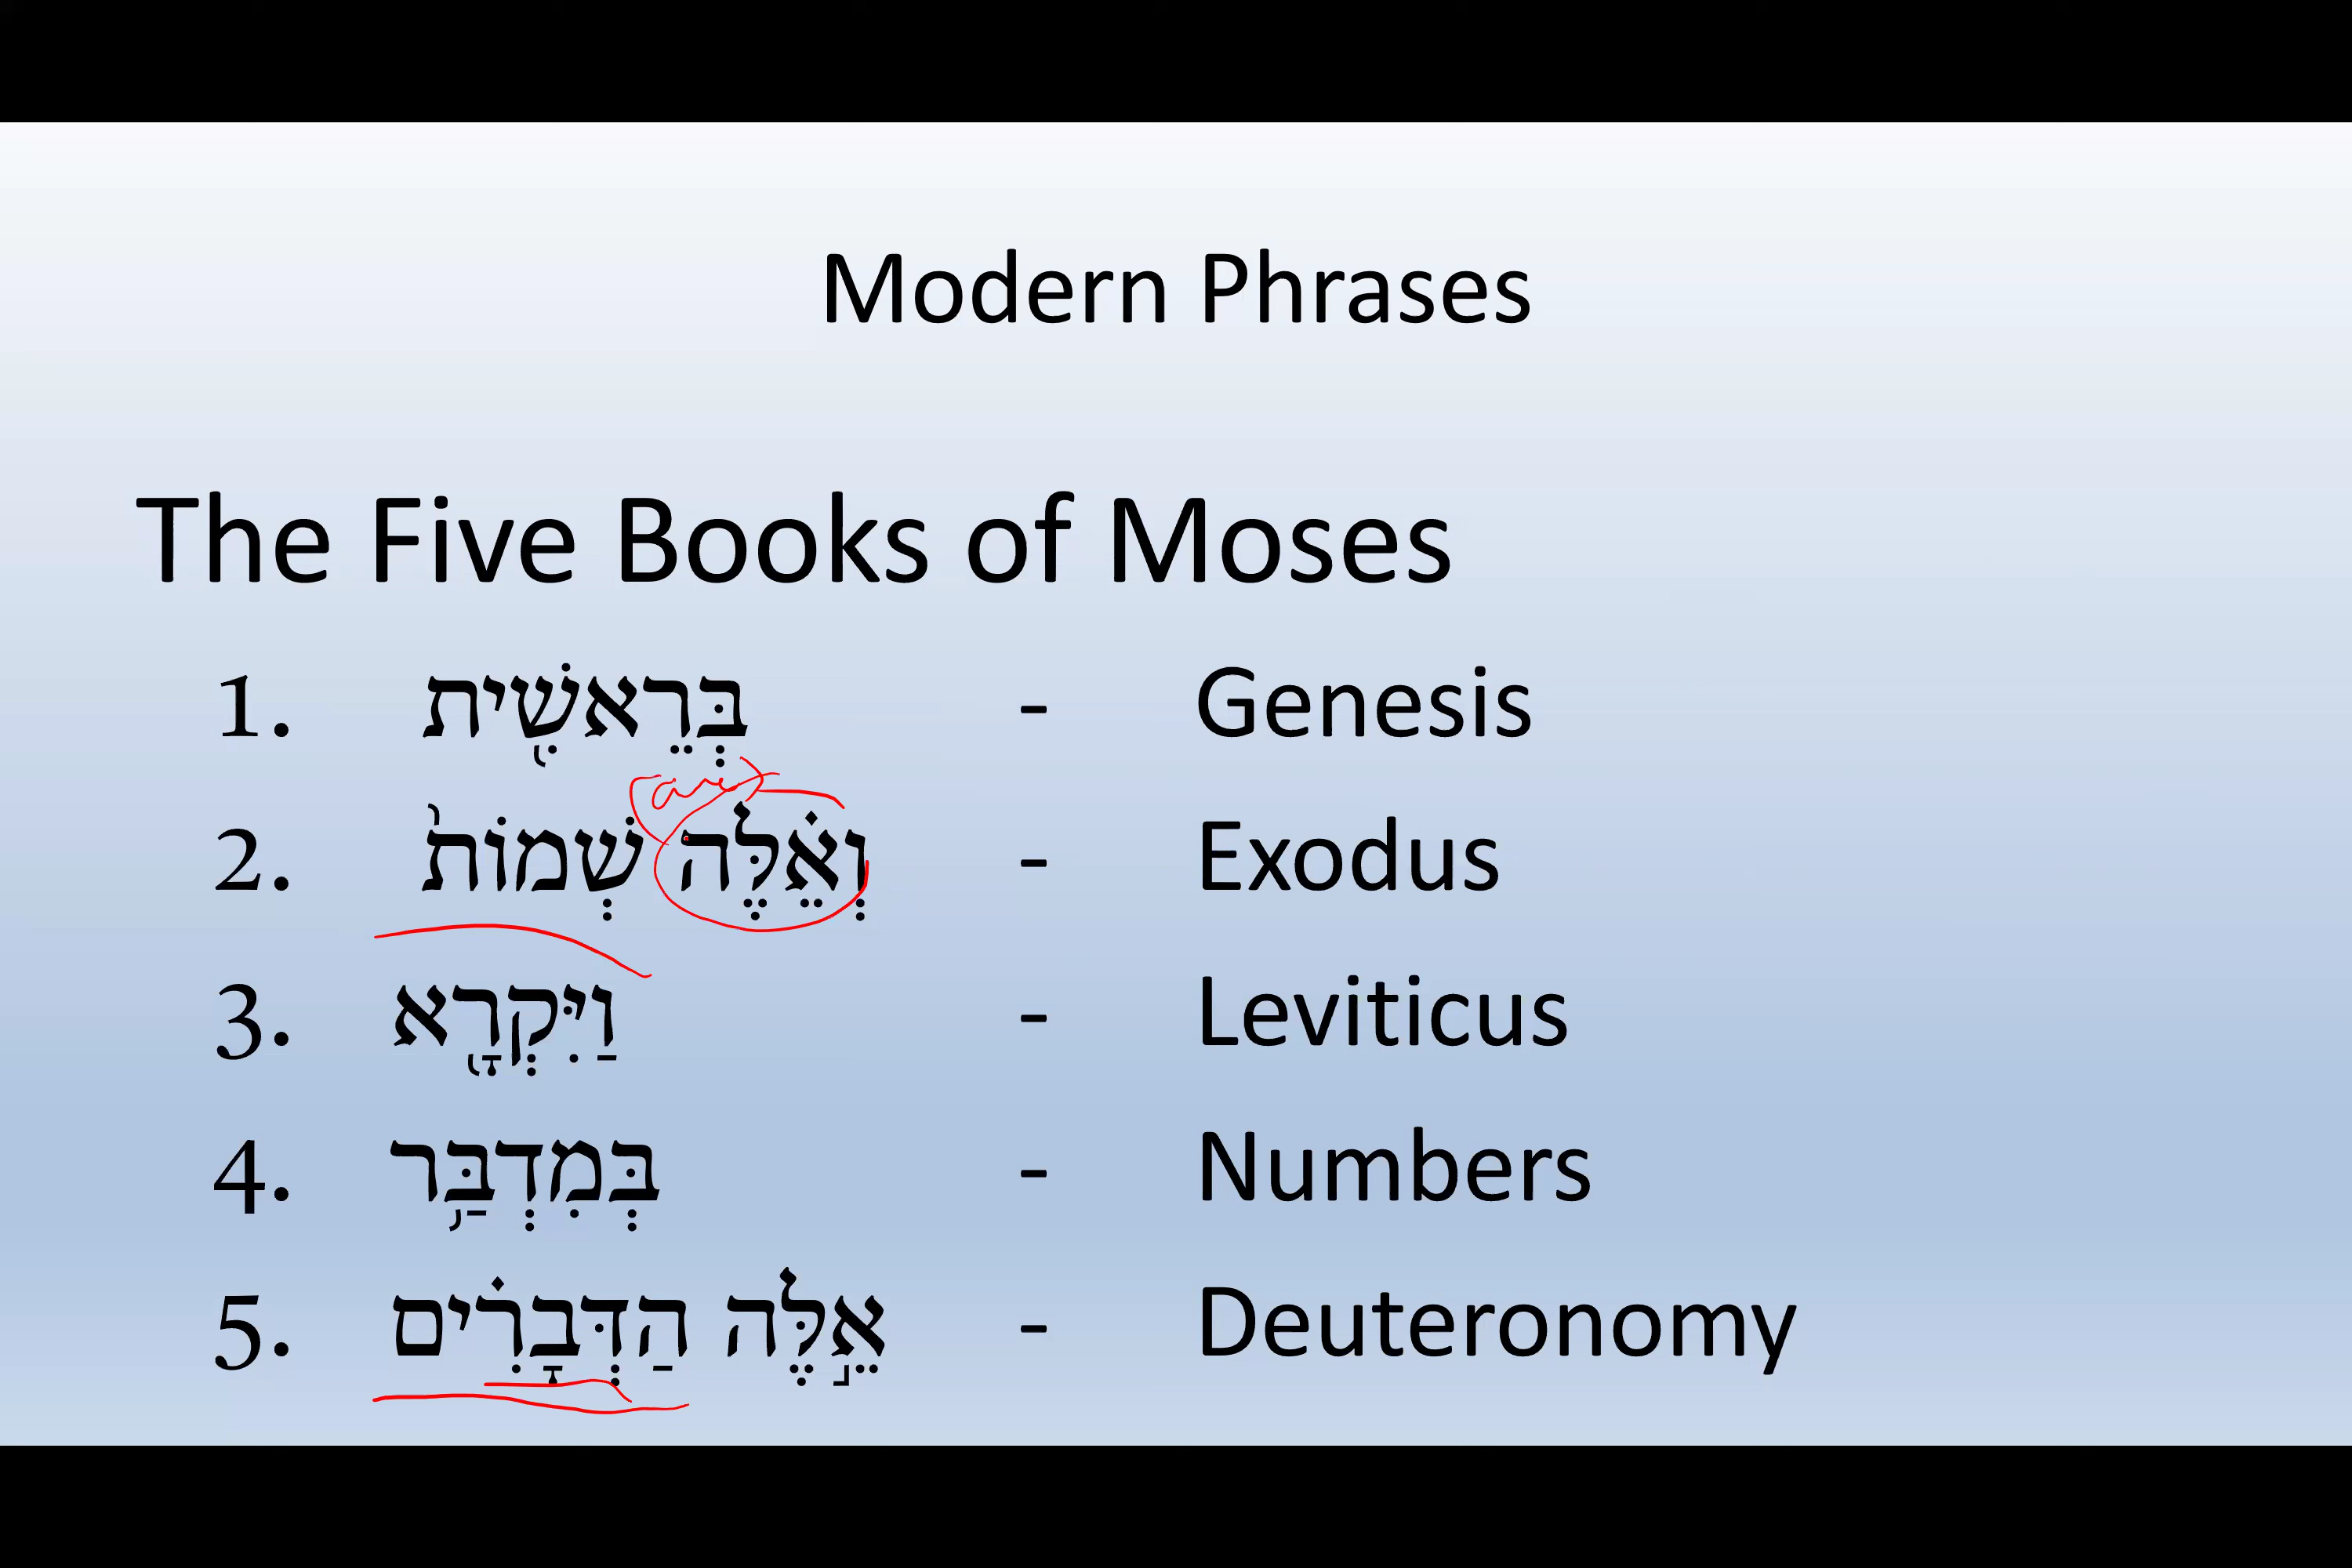 Modern Phrases
The Five Books of Moses
1. בְּרֵאשִׁ֖ית - Genesis
2. וְאֵ֗לֶּה שְׁמוֹת֙ - Exodus
3. וַיִּקְרָ֖א - Leviticus
4. בְּמִדְבַּ֥ר - Numbers
5. אֵ֣לֶּה הַדְּבָרִ֗ים - Deuteronomy